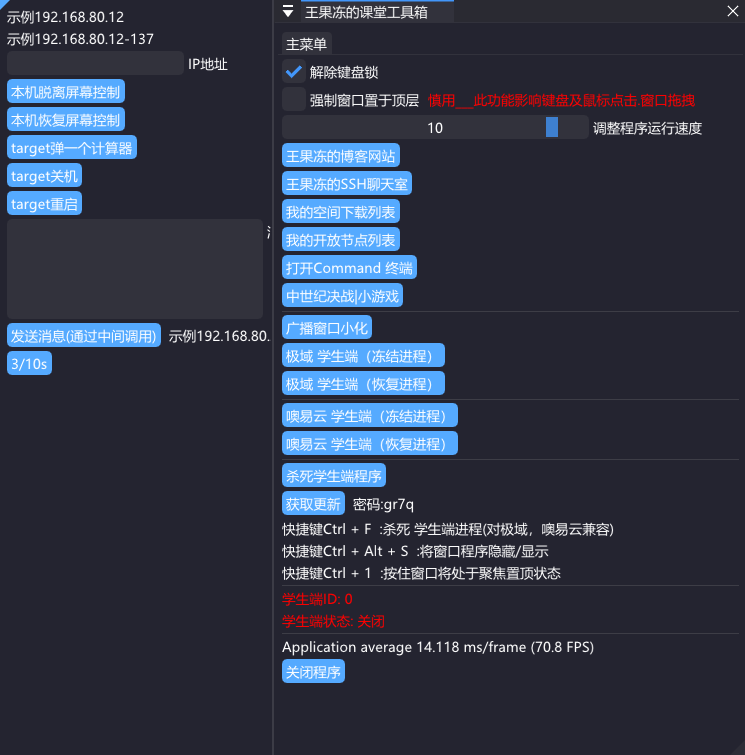 示例192.168.80.12
示例192.168.80.12-137
IP地址
本机脱离屏幕控制
本机恢复屏幕控制
target弹一个计算器
target关机
target重启
发送消息(通过中间调用) 示例192.168.80.
3/10s
王果冻的课堂工具箱
主菜单
解除键盘锁
强制窗口置于顶层 慎用___此功能影响键盘及鼠标点击.窗口拖拽
10 调整程序运行速度
王果冻的博客网站
王果冻的SSH聊天室
我的空间下载列表
我的开放节点列表
打开Command 终端
中世纪决战|小游戏
广播窗口小化
极域 学生端（冻结进程）
极域 学生端（恢复进程）
噢易云 学生端（冻结进程）
噢易云 学生端（恢复进程）
杀死学生端程序
获取更新 密码:gr7q
快捷键Ctrl + F :杀死 学生端进程(对极域，噢易云兼容)
快捷键Ctrl + Alt + S :将窗口程序隐藏/显示
快捷键Ctrl + 1 :按住窗口将处于聚焦置顶状态
学生端ID: 0
学生端状态: 关闭
Application average 14.118 ms/frame (70.8 FPS)
关闭程序